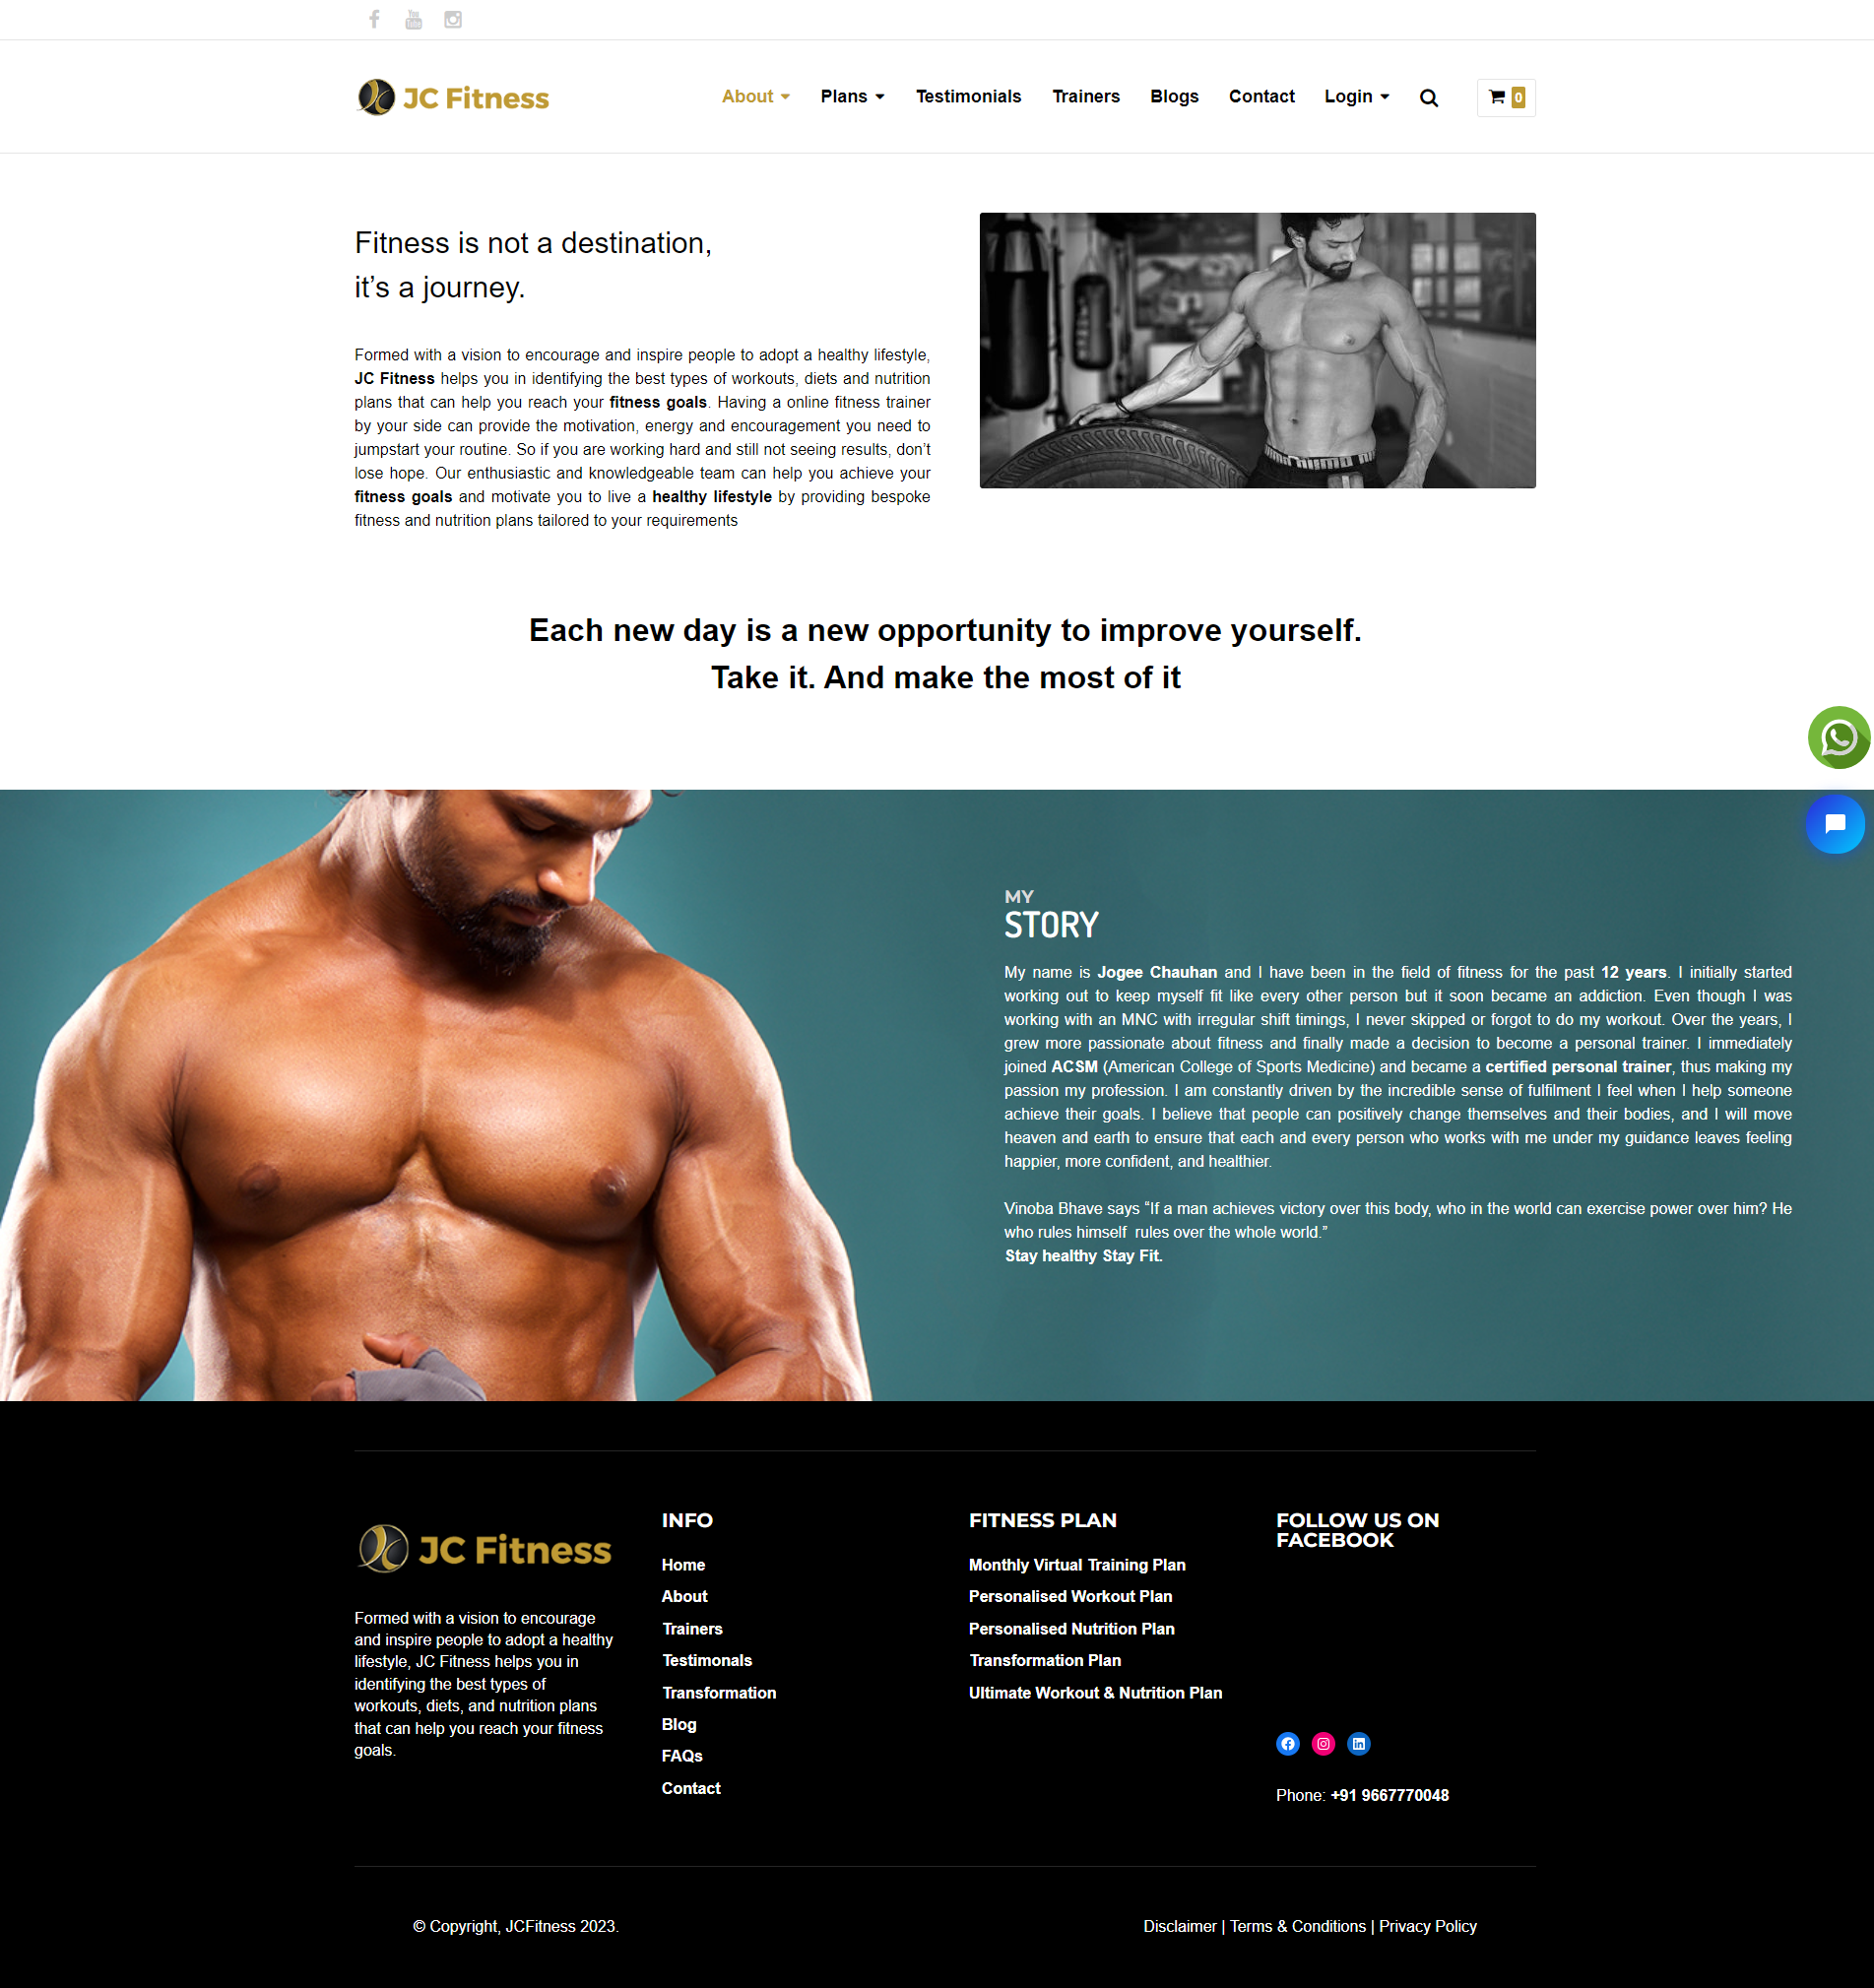 JC Fitness
About Plans Testimonials Trainers Blogs Contact Login 0
Fitness is not a destination,
it’s a journey.
Formed with a vision to encourage and inspire people to adopt a healthy lifestyle,
JC Fitness helps you in identifying the best types of workouts, diets and nutrition
plans that can help you reach your fitness goals. Having a online fitness trainer
by your side can provide the motivation, energy and encouragement you need to
jumpstart your routine. So if you are working hard and still not seeing results, don’t
lose hope. Our enthusiastic and knowledgeable team can help you achieve your
fitness goals and motivate you to live a healthy lifestyle by providing bespoke
fitness and nutrition plans tailored to your requirements
Each new day is a new opportunity to improve yourself.
Take it. And make the most of it
MY
STORY
My name is Jogee Chauhan and I have been in the field of fitness for the past 12 years. I initially started
working out to keep myself fit like every other person but it soon became an addiction. Even though I was
working with an MNC with irregular shift timings, I never skipped or forgot to do my workout. Over the years, I
grew more passionate about fitness and finally made a decision to become a personal trainer. I immediately
joined ACSM (American College of Sports Medicine) and became a certified personal trainer, thus making my
passion my profession. I am constantly driven by the incredible sense of fulfilment I feel when I help someone
achieve their goals. I believe that people can positively change themselves and their bodies, and I will move
heaven and earth to ensure that each and every person who works with me under my guidance leaves feeling
happier, more confident, and healthier.
Vinoba Bhave says “If a man achieves victory over this body, who in the world can exercise power over him? He
who rules himself  rules over the whole world.”
Stay healthy Stay Fit.
JC Fitness
Formed with a vision to encourage
and inspire people to adopt a healthy
lifestyle, JC Fitness helps you in
identifying the best types of
workouts, diets, and nutrition plans
that can help you reach your fitness
goals.
INFO
Home
About
Trainers
Testimonals
Transformation
Blog
FAQs
Contact
FITNESS PLAN
Monthly Virtual Training Plan
Personalised Workout Plan
Personalised Nutrition Plan
Transformation Plan
Ultimate Workout & Nutrition Plan
FOLLOW US ON
FACEBOOK
Phone: +91 9667770048
© Copyright, JCFitness 2023.
Disclaimer | Terms & Conditions | Privacy Policy